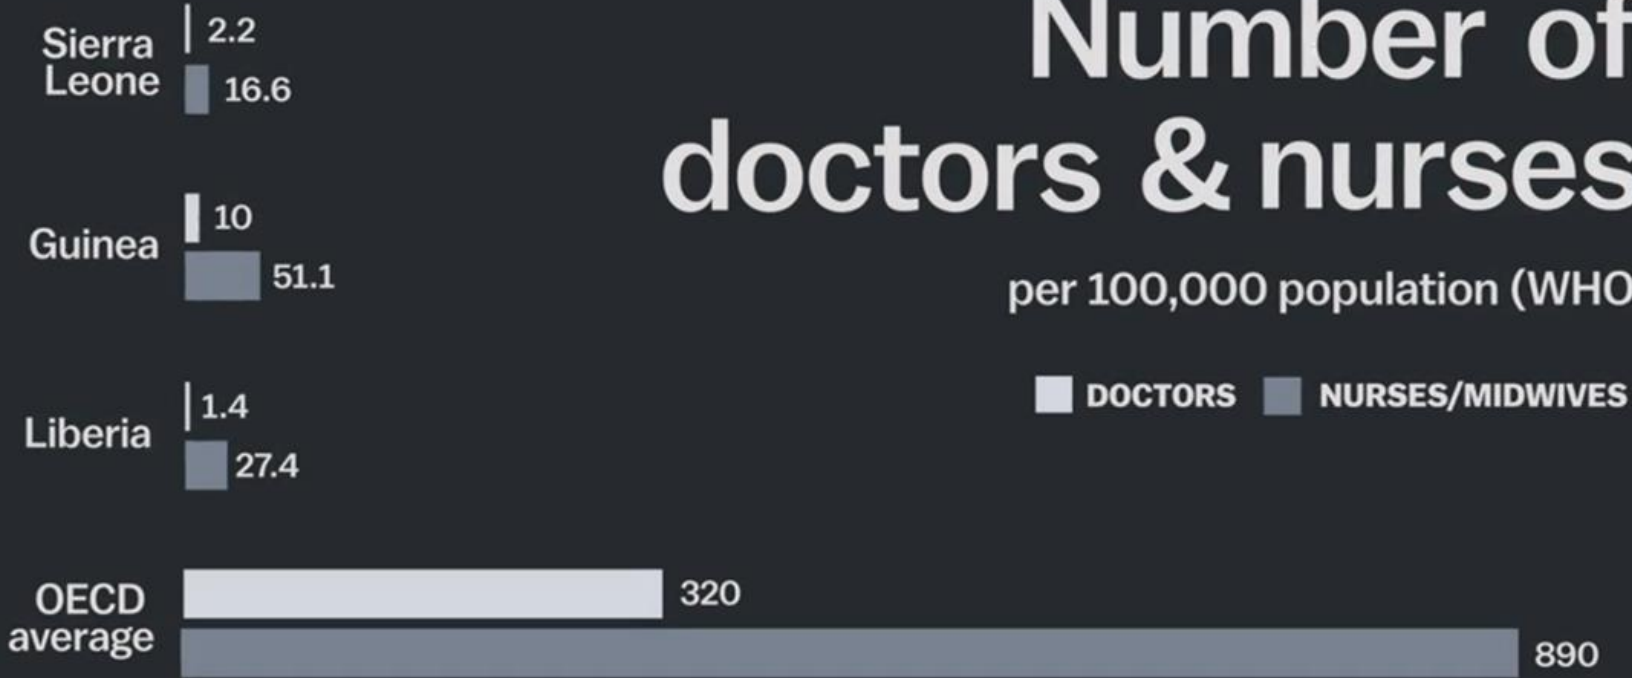 Number of
doctors & nurses
per 100,000 population (WHO
DOCTORS NURSES/MIDWIVES
Sierra
Leone
2.2
16.6
Guinea
10
51.1
Liberia
1.4
27.4
OECD
average
320
890